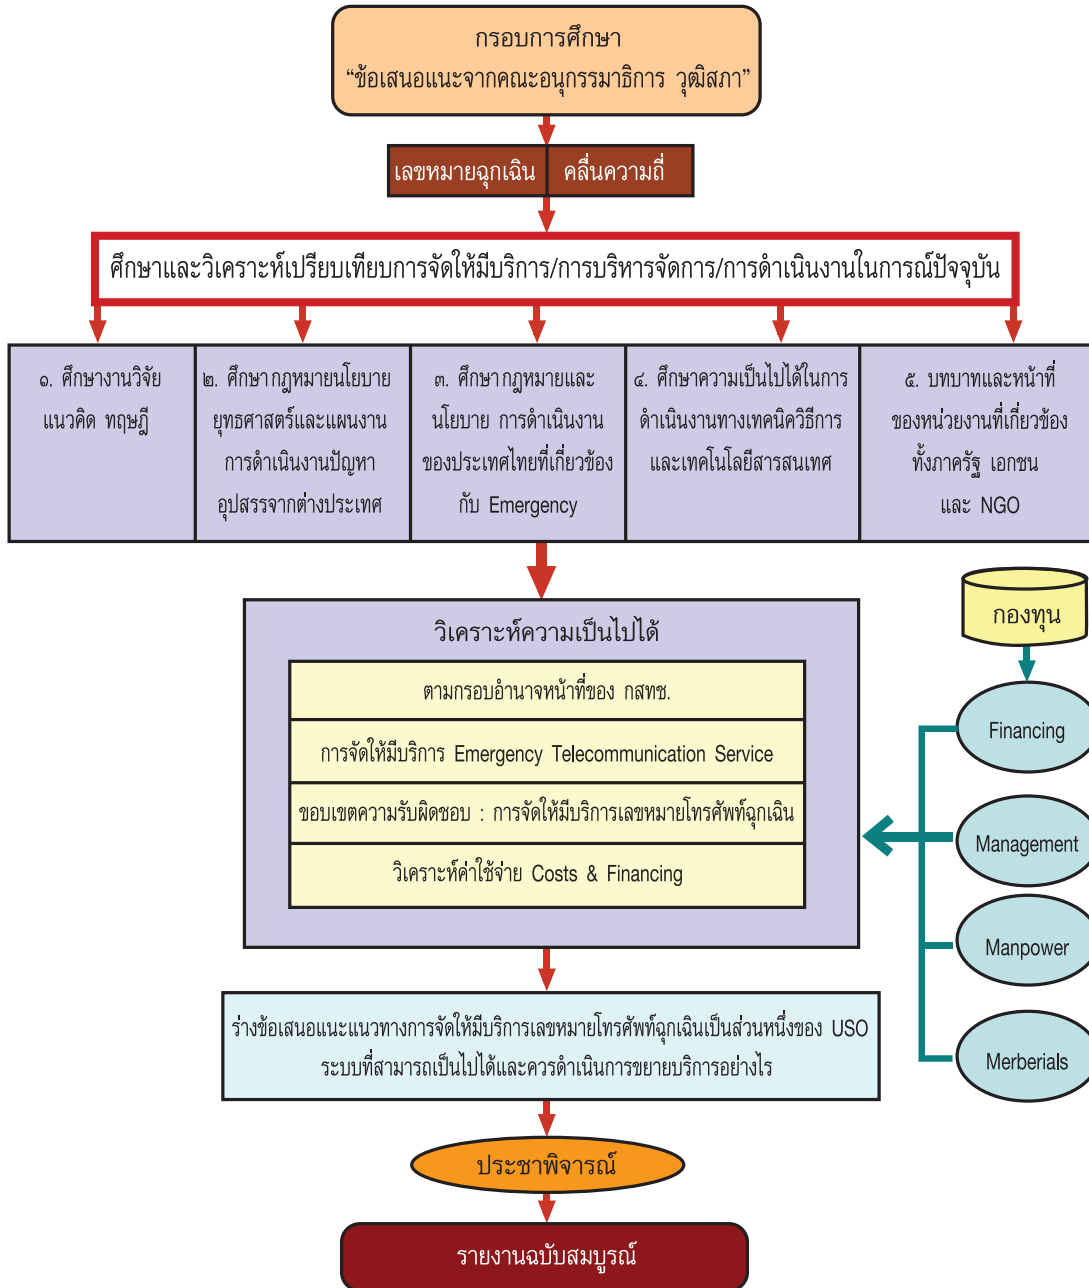 กรอบการศึกษา
“ข้อเสนอแนะจากคณะอนุกรรมาธิการ วุฒิสภา”
เลขหมายฉุกเฉิน
คลื่นความถี่
ศึกษาและวิเคราะห์เปรียบเทียบการจัดให้มีบริการ/การบริหารจัดการ/การดำเนินงานในการณ์ปัจจุบัน
๑. ศึกษางานวิจัย
แนวคิด ทฤษฎี
๒. ศึกษา กฎหมายนโยบาย
ยุทธศาสตร์และแผนงาน
การดำเนินงานปัญหา
อุปสรรจากต่างประเทศ
๓. ศึกษา กฎหมายและ
นโยบาย การดำเนินงาน
ของประเทศไทยที่เกี่ยวข้อง
กับ Emergency
๔. ศึกษาความเป็นไปได้ในการ
ดำเนินงานทางเทคนิควิธีการ
และเทคโนโลยีสารสนเทศ
๕. บทบาทและหน้าที่
ของหน่วยงานที่เกี่ยวข้อง
ทั้งภาครัฐ เอกชน
และ NGO
วิเคราะห์ความเป็นไปได้
ตามกรอบอำนาจหน้าที่ของ กสทช.
การจัดให้มีบริการ Emergency Telecommunication Service
ขอบเขตความรับผิดชอบ : การจัดให้มีบริการเลขหมายโทรศัพท์ฉุกเฉิน
วิเคราะห์ค่าใช้จ่าย Costs & Financing
กองทุน
Financing
Management
Manpower
Merberials
ร่างข้อเสนอแนะแนวทางการจัดให้มีบริการเลขหมายโทรศัพท์ฉุกเฉินเป็นส่วนหนึ่งของ USO
ระบบที่สามารถเป็นไปได้และควรดำเนินการขยายบริการอย่างไร
ประชาพิจารณ์
รายงานฉบับสมบูรณ์